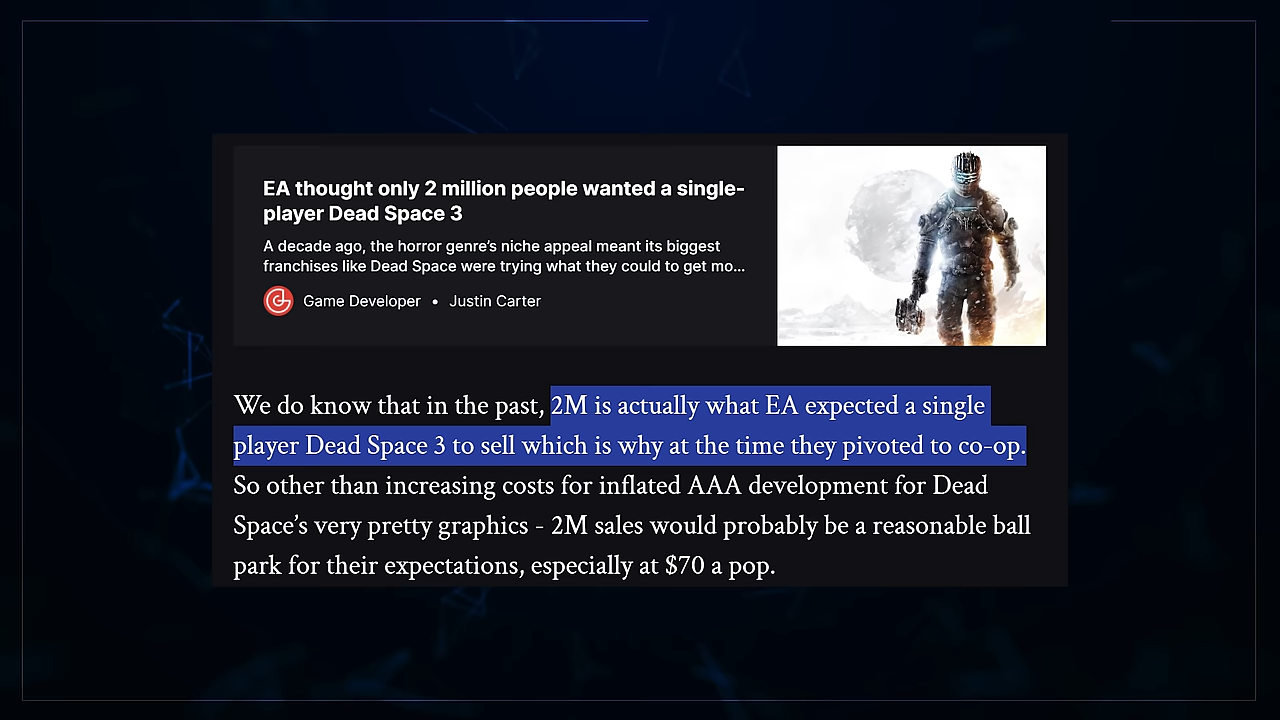 EA thought only 2 million people wanted a single-
player Dead Space 3
A decade ago, the horror genre’s niche appeal meant its biggest
franchises like Dead Space were trying what they could to get mo...
Game Developer • Justin Carter
We do know that in the past, 2M is actually what EA expected a single
player Dead Space 3 to sell which is why at the time they pivoted to co-op.
So other than increasing costs for inflated AAA development for Dead
Space’s very pretty graphics - 2M sales would probably be a reasonable ball
park for their expectations, especially at $70 a pop.